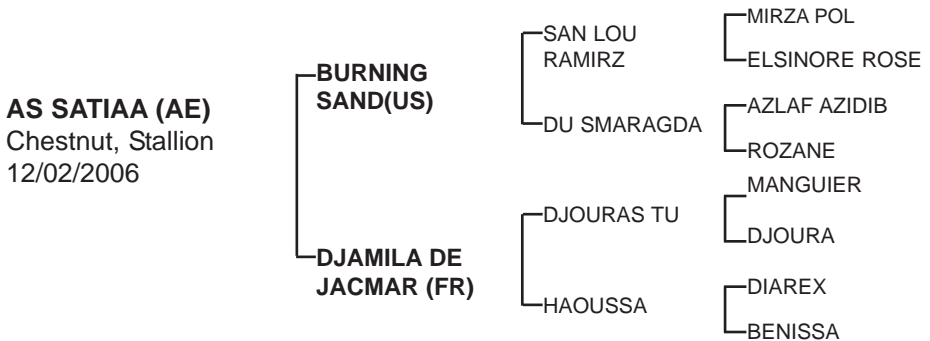 AS SATIAA (AE)
Chestnut, Stallion
12/02/2006
BURNING
SAND(US)
DJAMILA DE
JACMAR (FR)
SAN LOU
RAMIRZ
DU SMARAGDA
DJOURAS TU
HAOUSSA
MIRZA POL
ELSINORE ROSE
AZLAF AZIDIB
ROZANE
MANGUIER
DJOURA
DIAREX
BENISSA